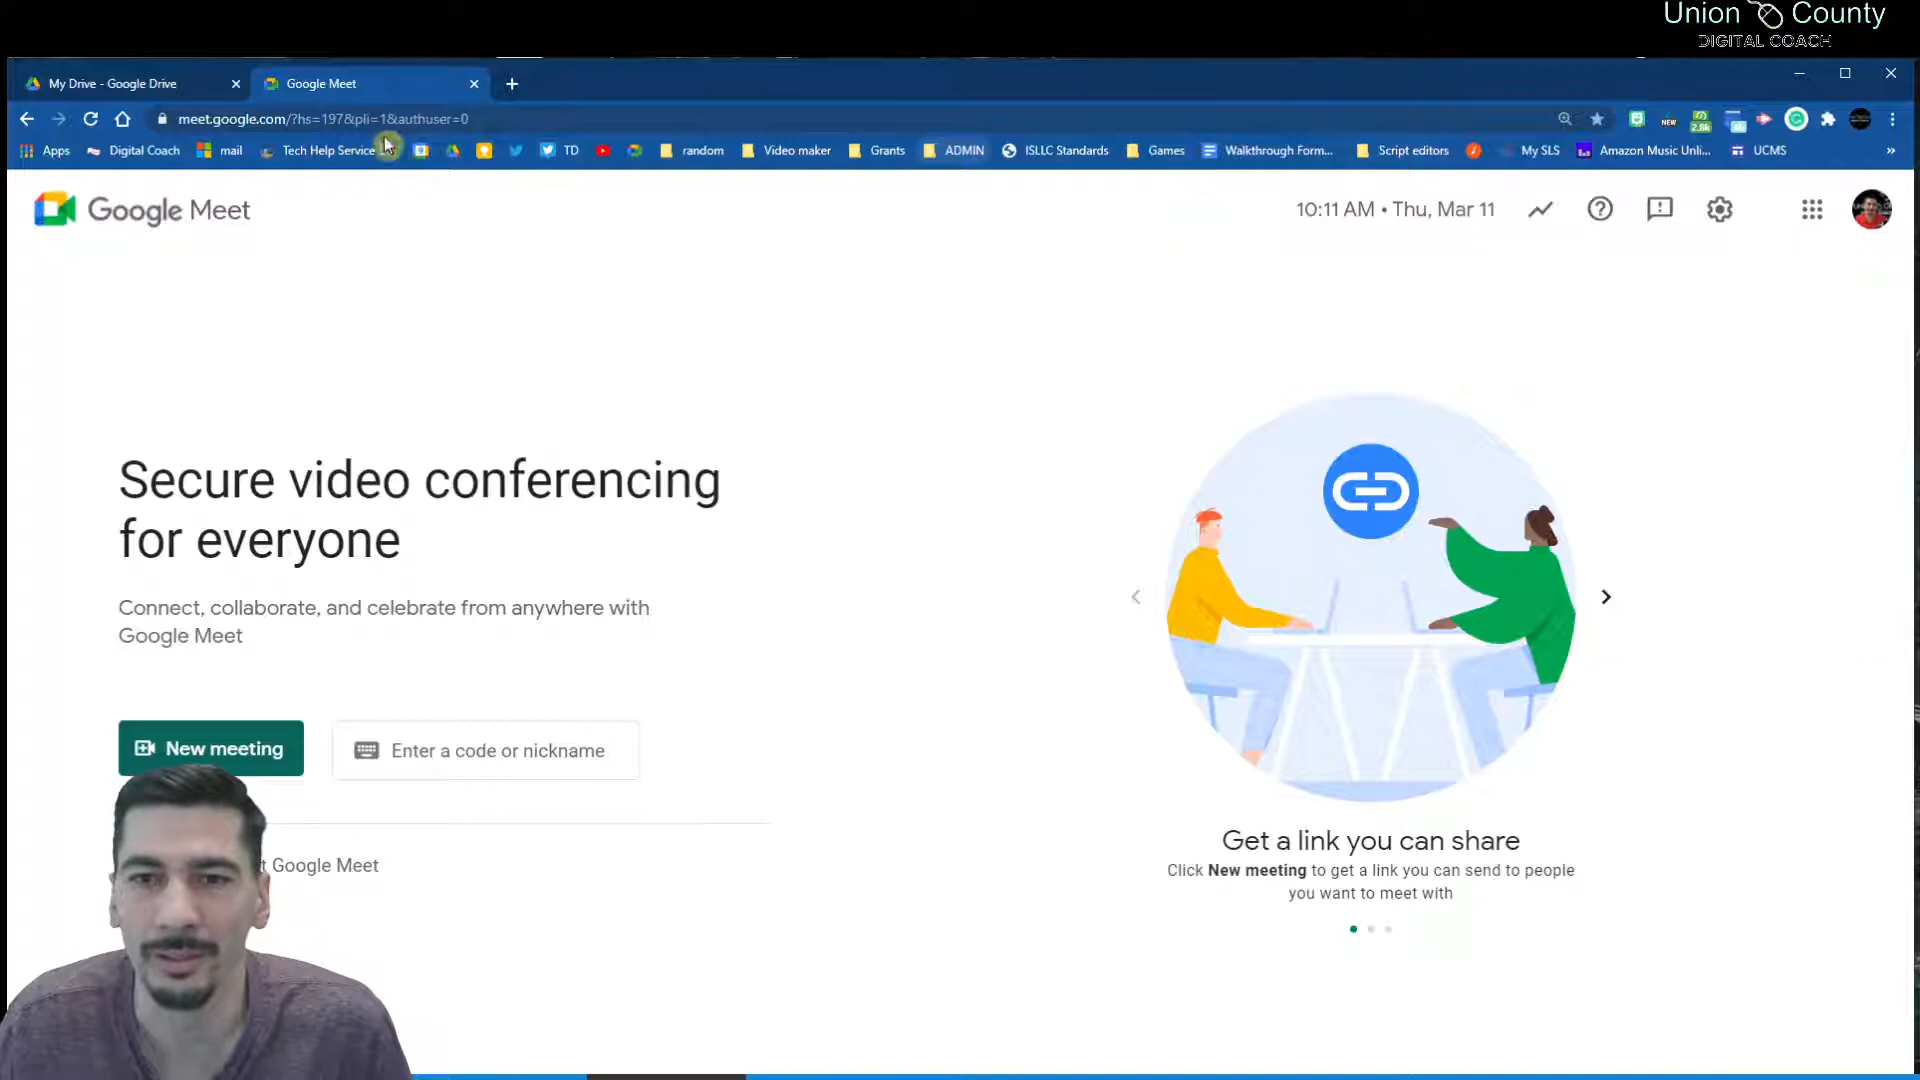 Union County
DIGITAL COACH
My Drive - Google Drive
Google Meet
meet.google.com/?hs=197&pli=1&authuser=0
Apps
Digital Coach
mail
Tech Help Service
TD
random
Video maker
Grants
ADMIN
ISLLC Standards
Games
Walkthrough Form...
Script editors
My SLS
Amazon Music Unli...
UCMS
»
NEW
2.8k
Google Meet
10:11 AM • Thu, Mar 11
Secure video conferencing
for everyone
Connect, collaborate, and celebrate from anywhere with
Google Meet
New meeting
Enter a code or nickname
t Google Meet
Get a link you can share
Click New meeting to get a link you can send to people
you want to meet with